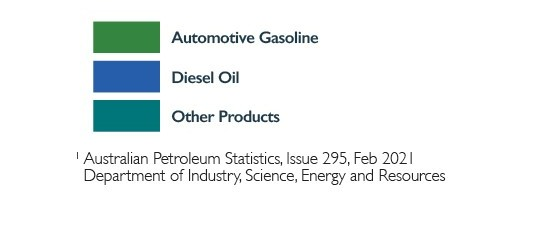 Automotive Gasoline
Diesel Oil
Other Products
¹ Australian Petroleum Statistics, Issue 295, Feb 2021
Department of Industry, Science, Energy and Resources